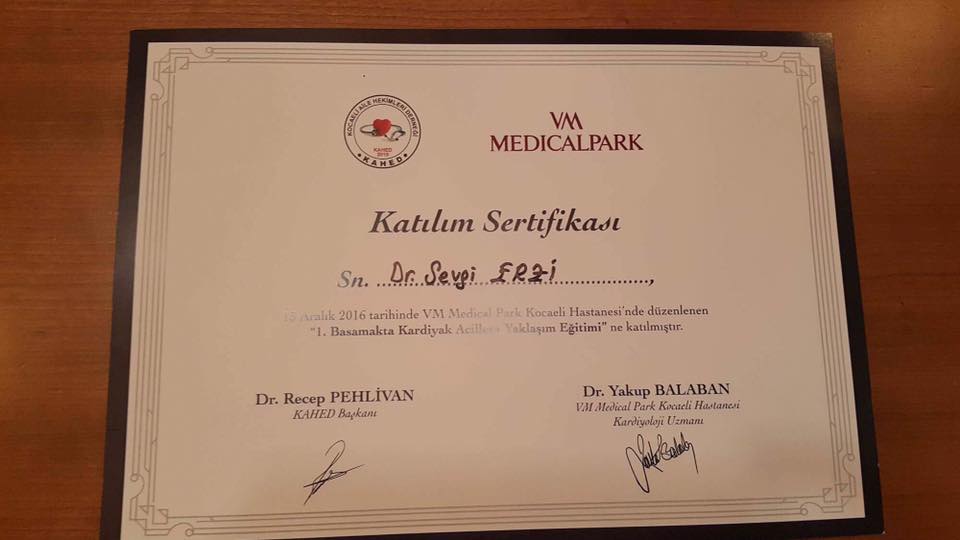 KOCAELİ AİLE HEKİMLERİ DERNEĞİ
KAHED
2010
KAHED
VM
MEDICALPARK
Katılım Sertifikası
Sn. Dr. Sevgi ERZİ,
15 Aralık 2016 tarihinde VM Medical Park Kocaeli Hastanesi'nde düzenlenen
"1. Basamakta Kardiyak Acillere Yaklaşım Eğitimi" ne katılmıştır.
Dr. Recep PEHLİVAN
KAHED Başkanı
Dr. Yakup BALABAN
VM Medical Park Kocaeli Hastanesi
Kardiyoloji Uzmanı